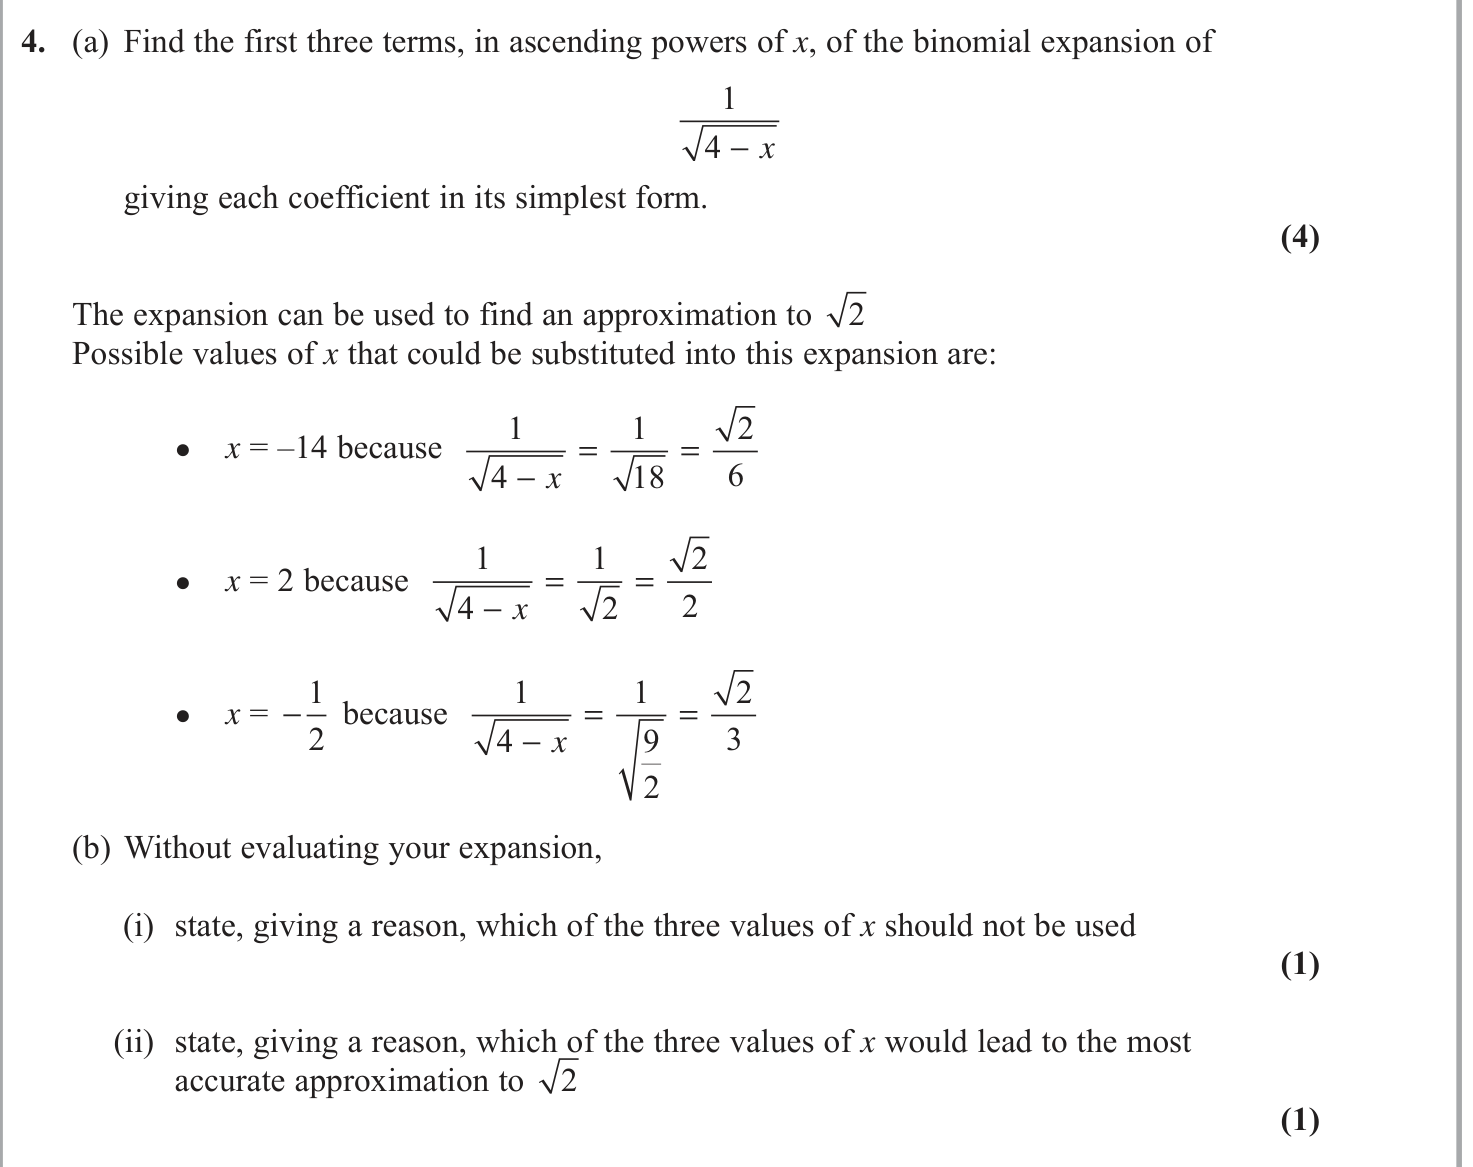 4. (a) Find the first three terms, in ascending powers of x, of the binomial expansion of
1/√(4 – x)
giving each coefficient in its simplest form.
(4)
The expansion can be used to find an approximation to √2
Possible values of x that could be substituted into this expansion are:
• x = –14 because 1/√(4 – x) = 1/√18 = √2/6
• x = 2 because 1/√(4 – x) = 1/√2 = √2/2
• x = –1/2 because 1/√(4 – x) = 1/√(9/2) = √2/3
(b) Without evaluating your expansion,
(i) state, giving a reason, which of the three values of x should not be used
(1)
(ii) state, giving a reason, which of the three values of x would lead to the most
accurate approximation to √2
(1)